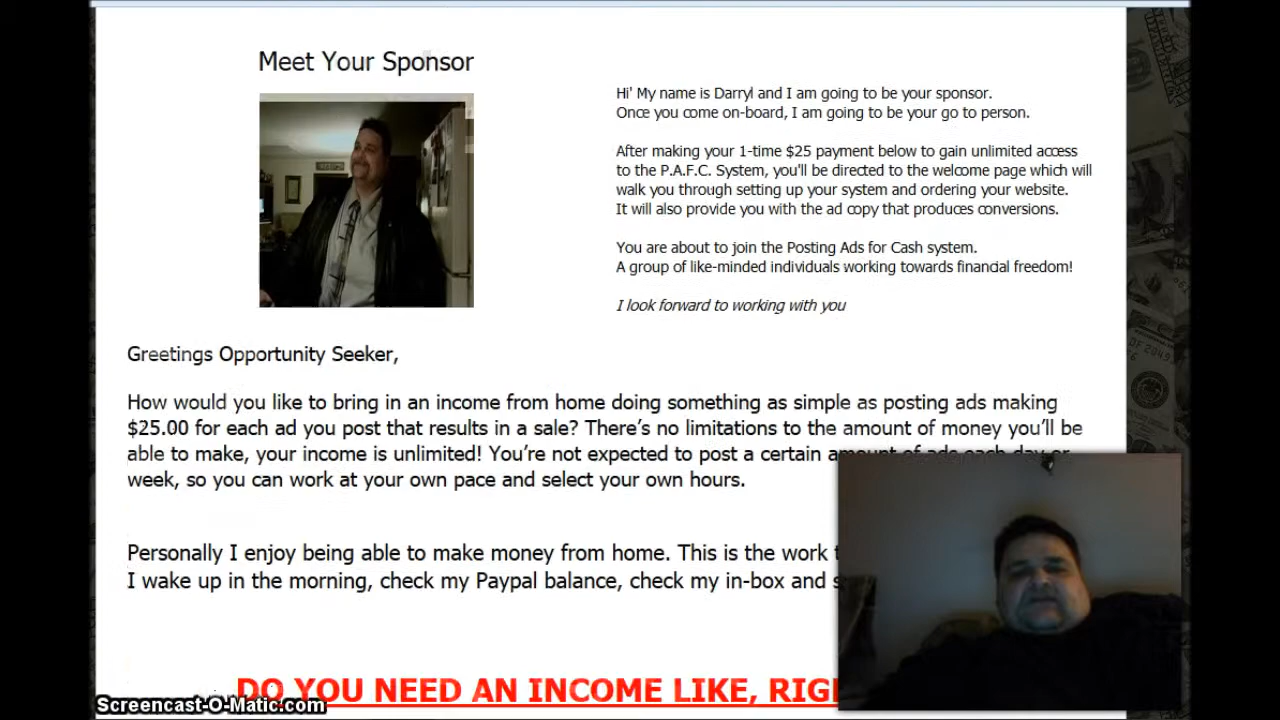 Meet Your Sponsor
Hi' My name is Darryl and I am going to be your sponsor.
Once you come on-board, I am going to be your go to person.
After making your 1-time $25 payment below to gain unlimited access
to the P.A.F.C. System, you'll be directed to the welcome page which will
walk you through setting up your system and ordering your website.
It will also provide you with the ad copy that produces conversions.
You are about to join the Posting Ads for Cash system.
A group of like-minded individuals working towards financial freedom!
I look forward to working with you
Greetings Opportunity Seeker,
How would you like to bring in an income from home doing something as simple as posting ads making
$25.00 for each ad you post that results in a sale? There's no limitations to the amount of money you'll be
able to make, your income is unlimited! You're not expected to post a certain amount of ads each day or
week, so you can work at your own pace and select your own hours.
Personally I enjoy being able to make money from home. This is the work
I wake up in the morning, check my Paypal balance, check my in-box and
DO YOU NEED AN INCOME LIKE,
Screencast-O-Matic.com